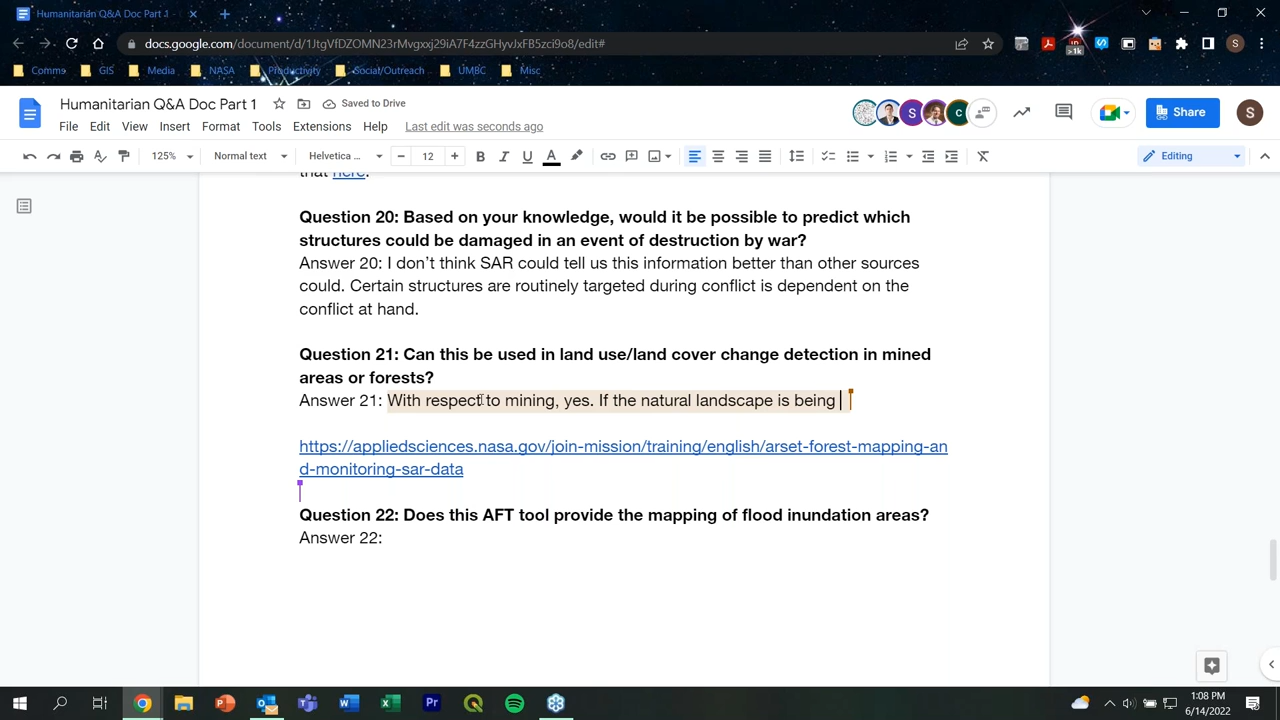 Humanitarian Q&A Doc Part 1
docs.google.com/document/d/1JtgVfDZOMN23rMvgxxj29iA7F4zzGHyvJxFB5zci9o8/edit#
>1k
S
Comms GIS Media NASA Productivity Social/Outreach UMBC Misc
Humanitarian Q&A Doc Part 1 Saved to Drive
S C Share S
File Edit View Insert Format Tools Extensions Help Last edit was seconds ago
125% Normal text Helvetica ... 12 B I U A Editing
that here.
Question 20: Based on your knowledge, would it be possible to predict which
structures could be damaged in an event of destruction by war?
Answer 20: I don't think SAR could tell us this information better than other sources
could. Certain structures are routinely targeted during conflict is dependent on the
conflict at hand.
Question 21: Can this be used in land use/land cover change detection in mined
areas or forests?
Answer 21: With respect to mining, yes. If the natural landscape is being
https://appliedsciences.nasa.gov/join-mission/training/english/arset-forest-mapping-an
d-monitoring-sar-data
Question 22: Does this AFT tool provide the mapping of flood inundation areas?
Answer 22:
1:08 PM
6/14/2022